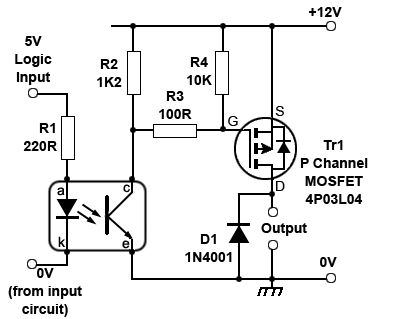 +12V
5V
Logic
Input
R2
1K2
R4
10K
R3
100R
R1
220R
G
S
D
Tr1
P Channel
MOSFET
4P03L04
a
c
k
e
Output
D1
1N4001
0V
(from input
circuit)
0V